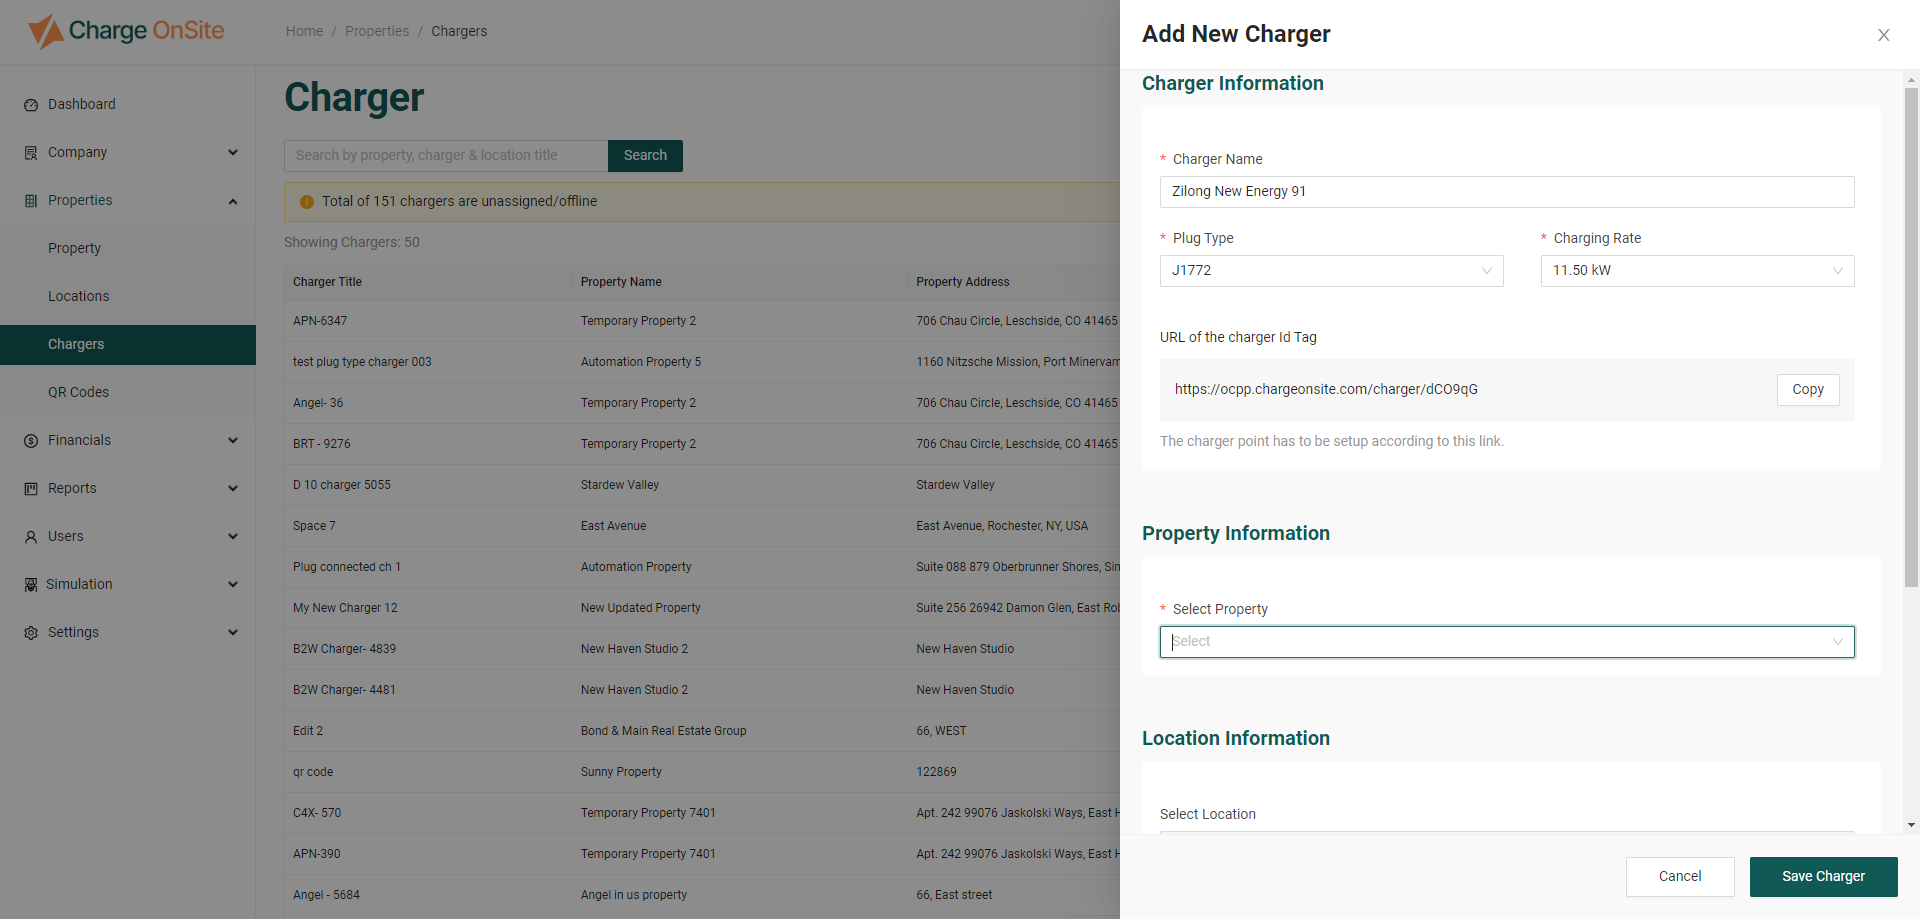 Charge OnSite
Home / Properties / Chargers
Dashboard
Company
Properties
Property
Locations
Chargers
QR Codes
Financials
Reports
Users
Simulation
Settings
Charger
Search by property, charger & location title
Search
Total of 151 chargers are unassigned/offline
Showing Chargers: 50
Charger Title Property Name Property Address
APN-6347 Temporary Property 2 706 Chau Circle, Leschside, CO 41465
test plug type charger 003 Automation Property 5 1160 Nitzsche Mission, Port Minervam
Angel- 36 Temporary Property 2 706 Chau Circle, Leschside, CO 41465
BRT - 9276 Temporary Property 2 706 Chau Circle, Leschside, CO 41465
D 10 charger 5055 Stardew Valley Stardew Valley
Space 7 East Avenue East Avenue, Rochester, NY, USA
Plug connected ch 1 Automation Property Suite 088 879 Oberbrunner Shores, Sin
My New Charger 12 New Updated Property Suite 256 26942 Damon Glen, East Rob
B2W Charger- 4839 New Haven Studio 2 New Haven Studio
B2W Charger- 4481 New Haven Studio 2 New Haven Studio
Edit 2 Bond & Main Real Estate Group 66, WEST
qr code Sunny Property 122869
C4X- 570 Temporary Property 7401 Apt. 242 99076 Jaskolski Ways, East H
APN-390 Temporary Property 7401 Apt. 242 99076 Jaskolski Ways, East H
Angel - 5684 Angel in us property 66, East street
Add New Charger
Charger Information
* Charger Name
Zilong New Energy 91
* Plug Type * Charging Rate
J1772 11.50 kW
URL of the charger Id Tag
https://ocpp.chargeonsite.com/charger/dCO9qG Copy
The charger point has to be setup according to this link.
Property Information
* Select Property
Select
Location Information
Select Location
Cancel Save Charger